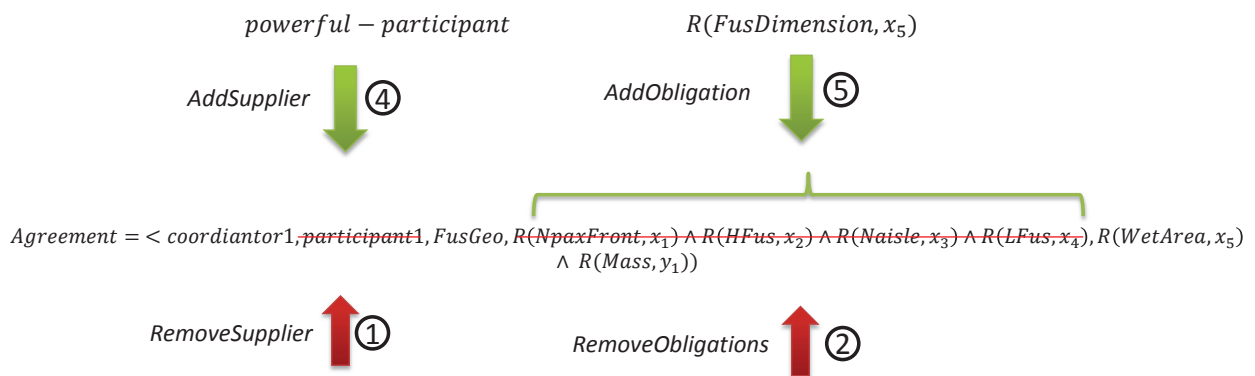 powerful − participant R(FusDimension, x₅)
AddSupplier ④ AddObligation ⑤
Agreement = < coordiantor1, participant1, FusGeo, R(NpaxFront, x₁) ∧ R(HFus, x₂) ∧ R(Naisle, x₃) ∧ R(LFus, x₄), R(WetArea, x₅)
∧ R(Mass, y₁))
RemoveSupplier ① RemoveObligations ②